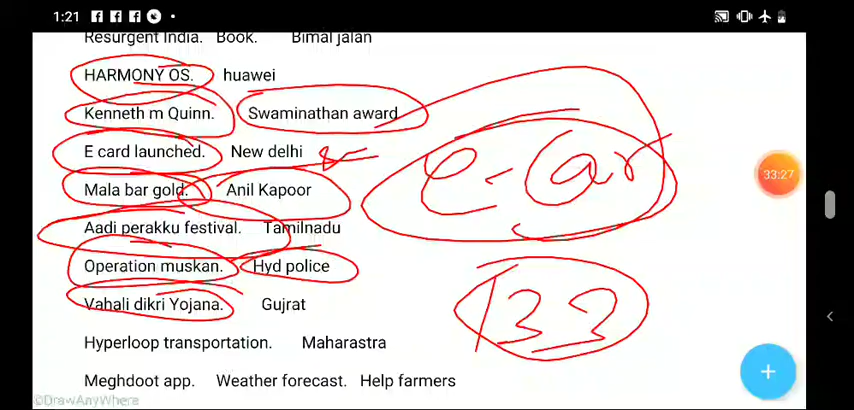 1:21
Resurgent India. Book. Bimal jalan
HARMONY OS. huawei
Kenneth m Quinn. Swaminathan award
E card launched. New delhi
e-Car
33:27
Mala bar gold. Anil Kapoor
Aadi perakku festival. Tamilnadu
Operation muskan. Hyd police
Vahali dikri Yojana. Gujrat
133
Hyperloop transportation. Maharastra
Meghdoot app. Weather forecast. Help farmers
©DrawAnyWhere